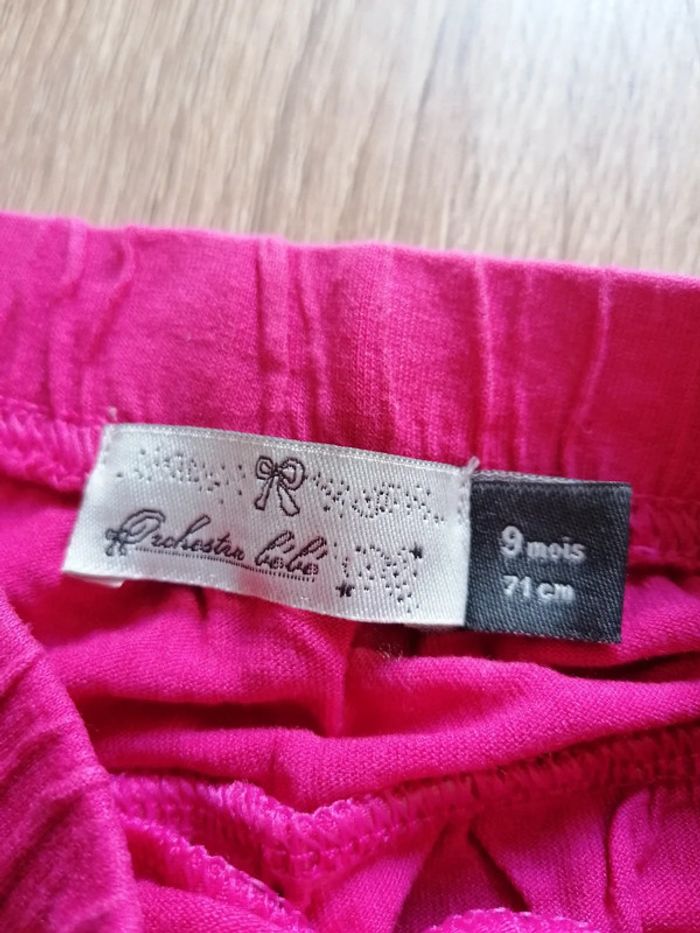 Orchestra bébé
9 mois
71 cm